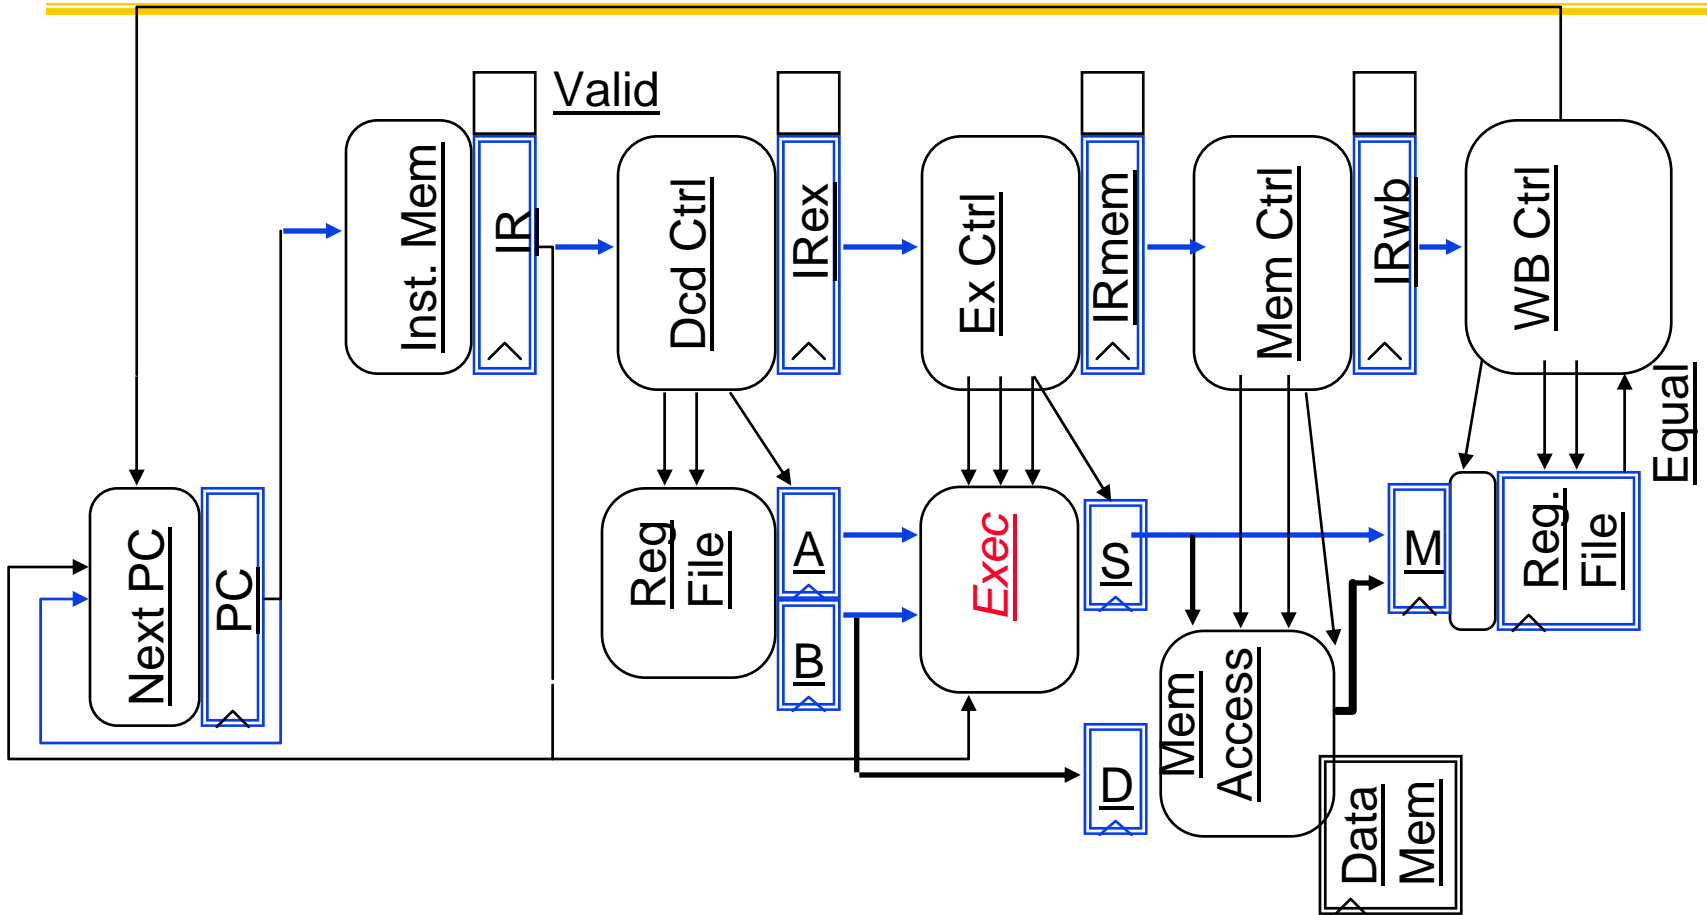 Valid
Inst. Mem
IR
Dcd Ctrl
IRex
Ex Ctrl
IRmem
Mem Ctrl
IRwb
WB Ctrl
Equal
Next PC
PC
Reg
File
A
B
Exec
S
D
Mem
Access
Data
Mem
M
Reg.
File